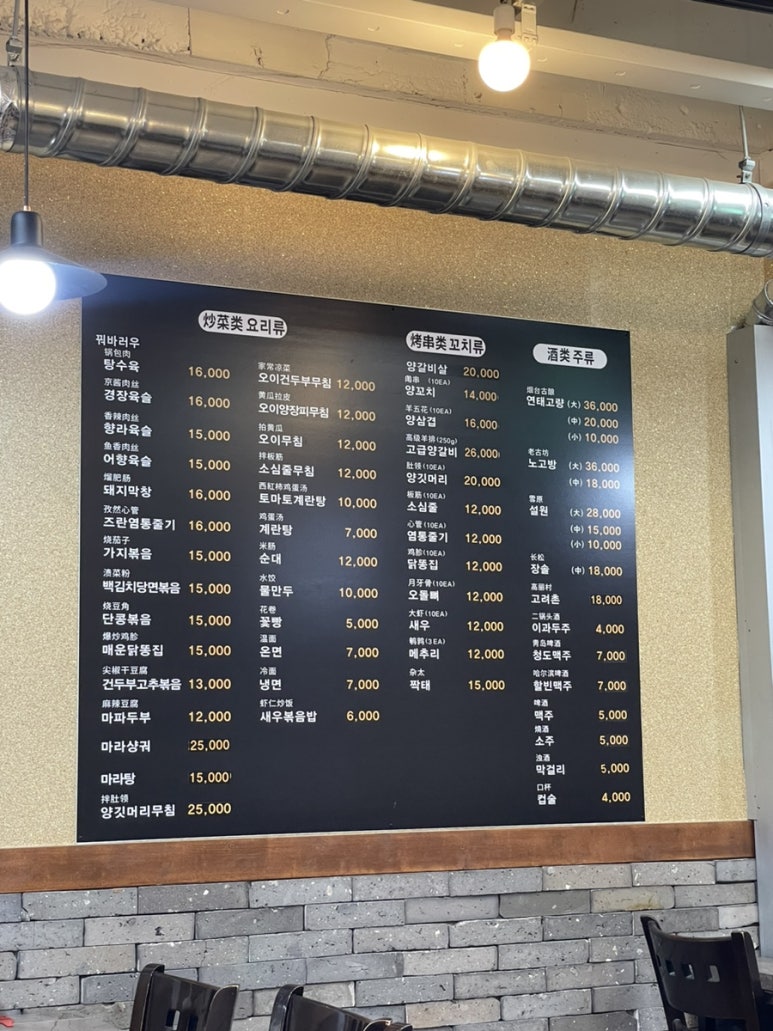 炒菜类 요리류
꿔바러우
锅包肉
탕수육 16,000
京酱肉丝
경장육슬 16,000
香辣肉丝
향라육슬 15,000
鱼香肉丝
어향육슬 15,000
熘肥肠
돼지막창 16,000
孜然心管
즈란염통줄기 16,000
烧茄子
가지볶음 15,000
渍菜粉
백김치당면볶음 15,000
烧豆角
단콩볶음 15,000
爆炒鸡胗
매운닭똥집 15,000
尖椒干豆腐
건두부고추볶음 13,000
麻辣豆腐
마파두부 12,000
마라샹궈 25,000
마라탕 15,000
拌肚领
양깃머리무침 25,000
家常凉菜
오이건두부무침 12,000
黄瓜拉皮
오이양장피무침 12,000
拍黄瓜
오이무침 12,000
拌板筋
소심줄무침 12,000
西红柿鸡蛋汤
토마토계란탕 10,000
鸡蛋汤
계란탕 7,000
米肠
순대 12,000
水饺
물만두 10,000
花卷
꽃빵 5,000
温面
온면 7,000
冷面
냉면 7,000
虾仁炒饭
새우볶음밥 6,000
烤串类 꼬치류
양갈비살 20,000
南串 (10EA)
양꼬치 14,000
羊五花 (10EA)
양삼겹 16,000
高级羊排(250g)
고급양갈비 26,000
肚领 (10EA)
양깃머리 20,000
板筋 (10EA)
소심줄 12,000
心管 (10EA)
염통줄기 12,000
鸡胗(10EA)
닭똥집 12,000
月牙骨(10EA)
오돌뼈 12,000
大虾 (10EA)
새우 12,000
鹌鹑 (3EA)
메추리 12,000
杂太
짝태 15,000
酒类 주류
烟台古酿
연태고량 (大) 36,000
(中) 20,000
(小) 10,000
老古坊
노고방 (大) 36,000
(中) 18,000
雪原
설원 (大) 28,000
(中) 15,000
(小) 10,000
长松
장솔 (中) 18,000
高丽村
고려촌 18,000
二锅头酒
이과두주 4,000
青岛啤酒
청도맥주 7,000
哈尔滨啤酒
할빈맥주 7,000
啤酒
맥주 5,000
烧酒
소주 5,000
浊酒
막걸리 5,000
口杯
컵술 4,000